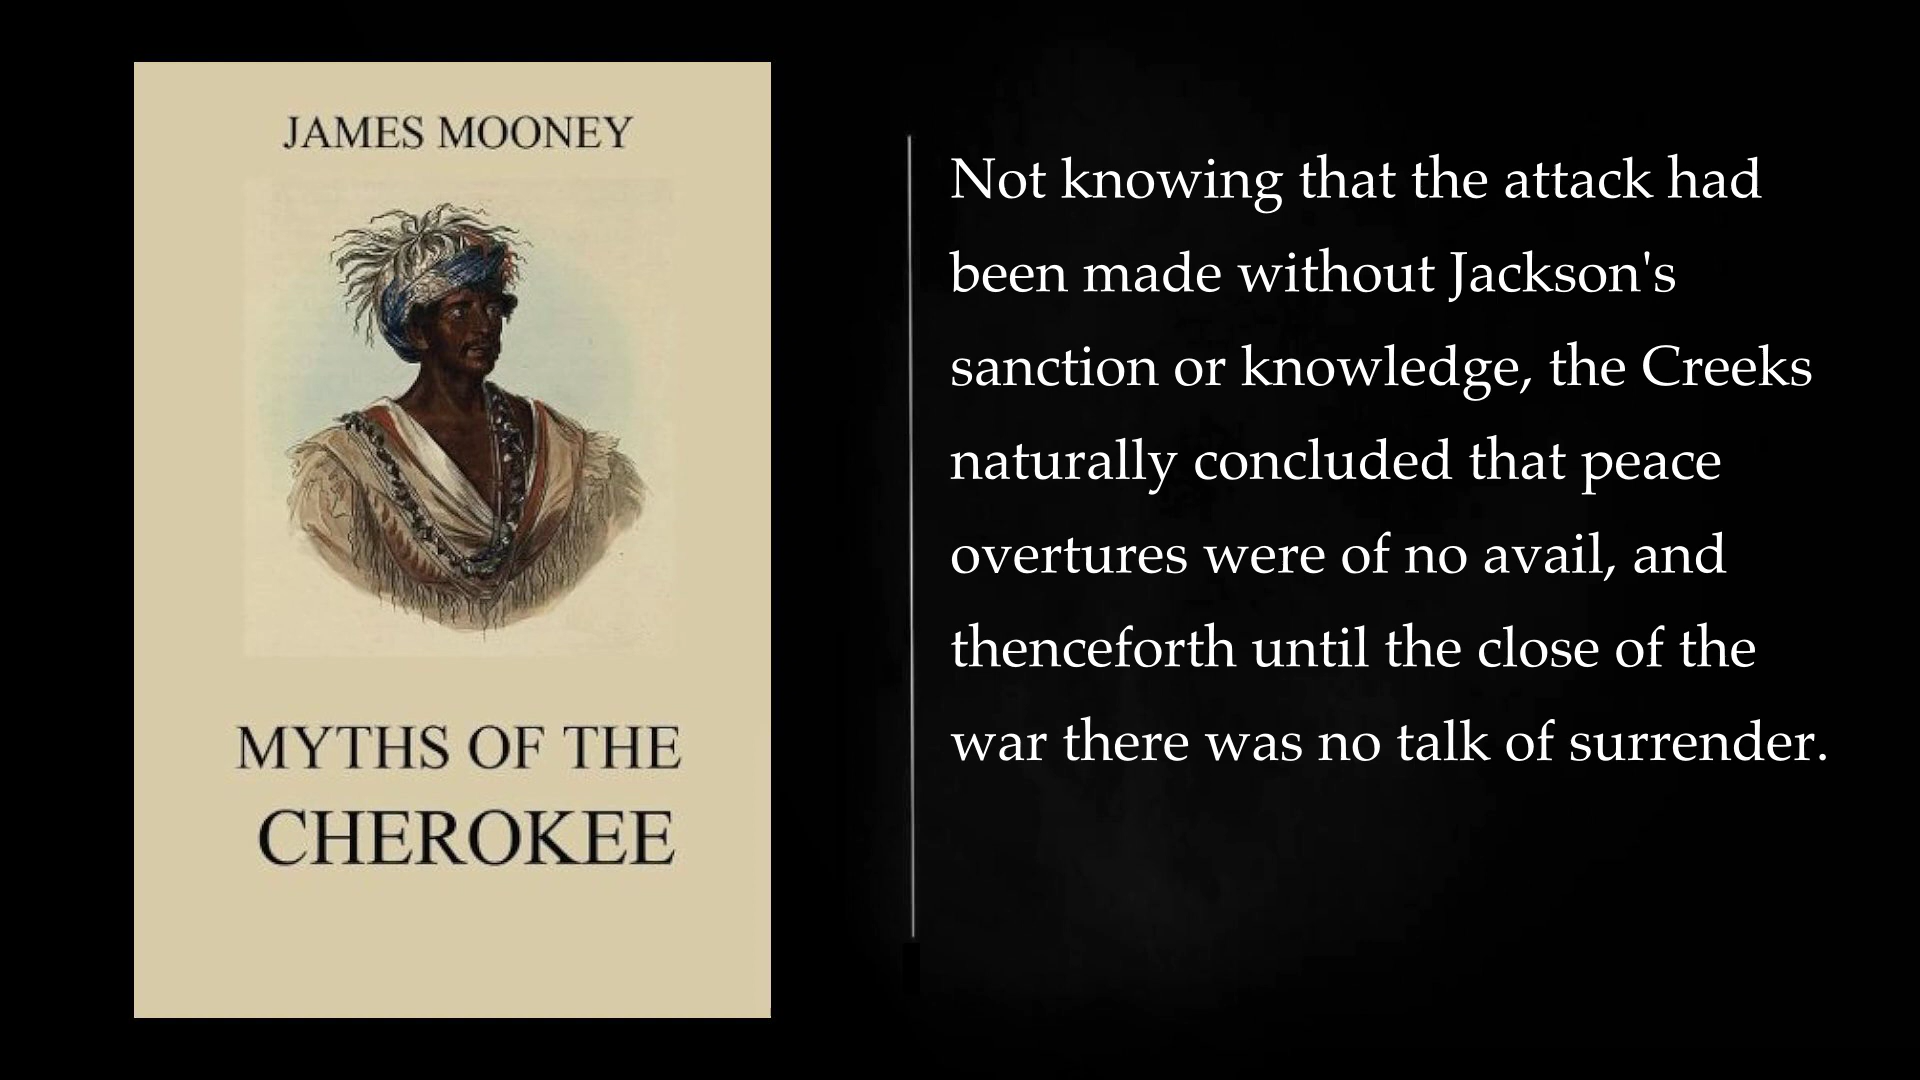 JAMES MOONEY
MYTHS OF THE
CHEROKEE
Not knowing that the attack had
been made without Jackson's
sanction or knowledge, the Creeks
naturally concluded that peace
overtures were of no avail, and
thenceforth until the close of the
war there was no talk of surrender.